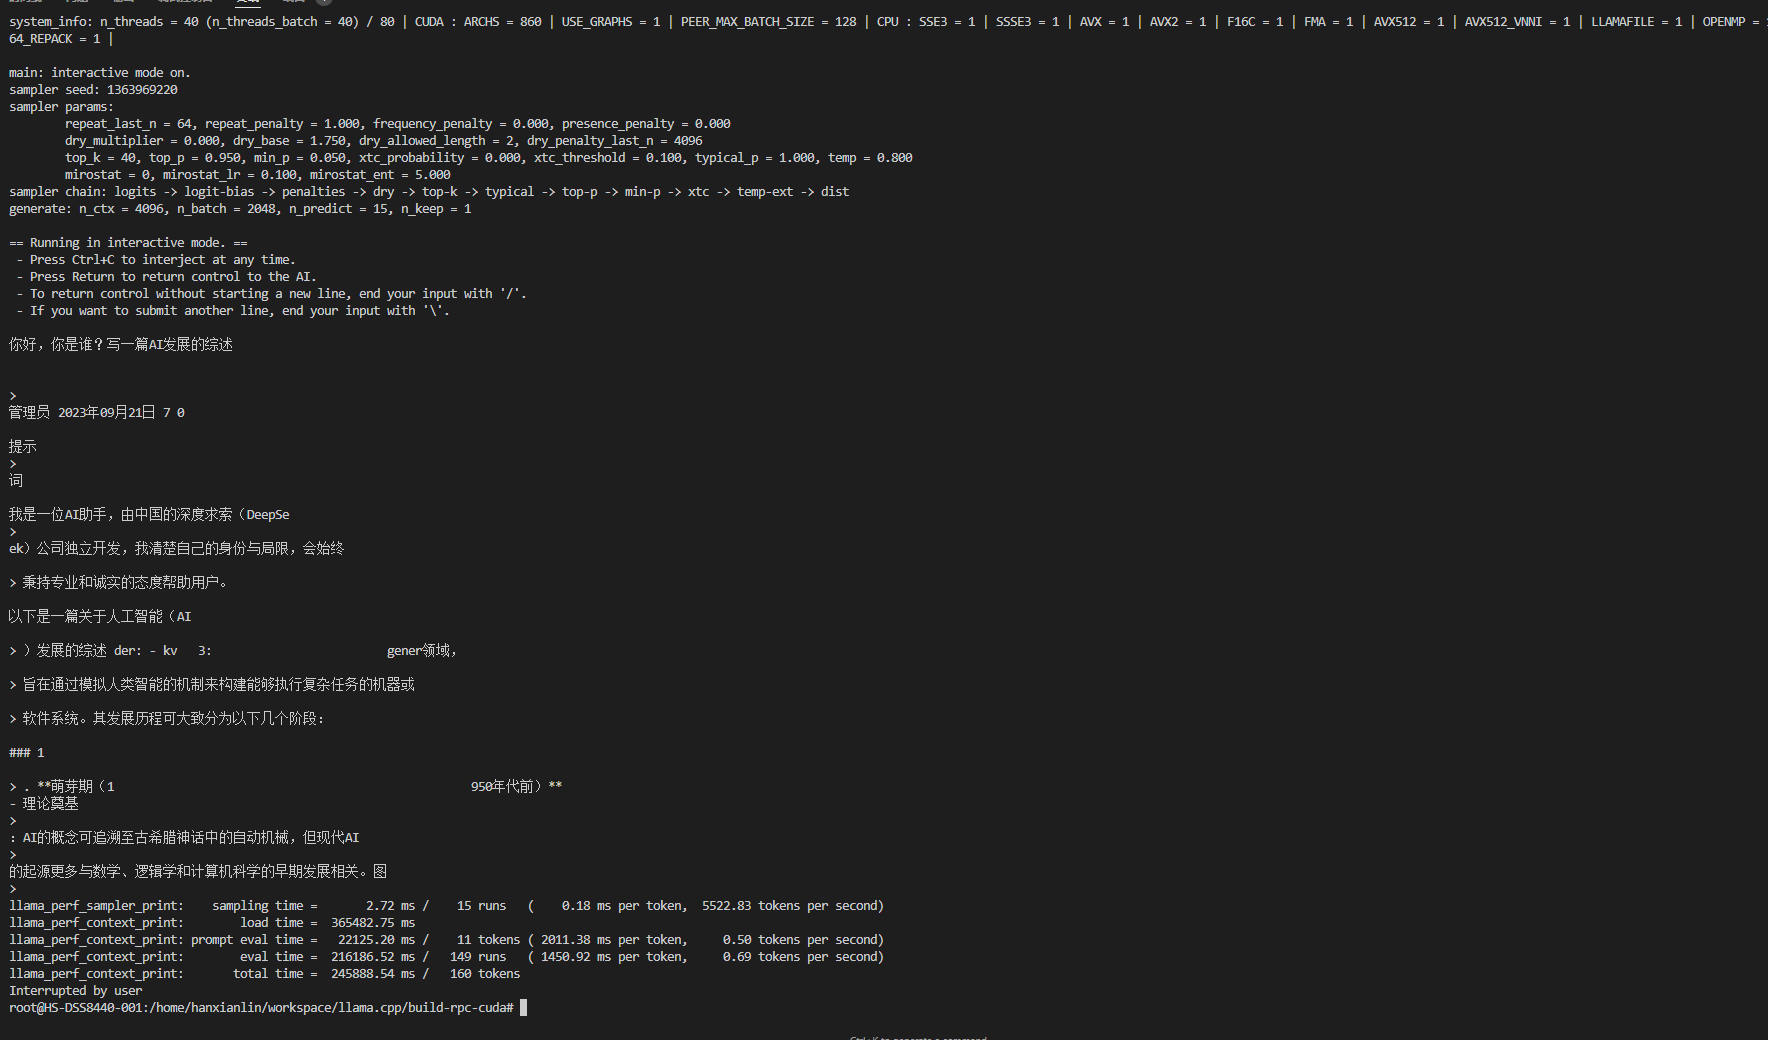 system_info: n_threads = 40 (n_threads_batch = 40) / 80 | CUDA : ARCHS = 860 | USE_GRAPHS = 1 | PEER_MAX_BATCH_SIZE = 128 | CPU : SSE3 = 1 | SSSE3 = 1 | AVX = 1 | AVX2 = 1 | F16C = 1 | FMA = 1 | AVX512 = 1 | AVX512_VNNI = 1 | LLAMAFILE = 1 | OPENMP =
64_REPACK = 1 |
main: interactive mode on.
sampler seed: 1363969220
sampler params:
repeat_last_n = 64, repeat_penalty = 1.000, frequency_penalty = 0.000, presence_penalty = 0.000
dry_multiplier = 0.000, dry_base = 1.750, dry_allowed_length = 2, dry_penalty_last_n = 4096
top_k = 40, top_p = 0.950, min_p = 0.050, xtc_probability = 0.000, xtc_threshold = 0.100, typical_p = 1.000, temp = 0.800
mirostat = 0, mirostat_lr = 0.100, mirostat_ent = 5.000
sampler chain: logits -> logit-bias -> penalties -> dry -> top-k -> typical -> top-p -> min-p -> xtc -> temp-ext -> dist
generate: n_ctx = 4096, n_batch = 2048, n_predict = 15, n_keep = 1
== Running in interactive mode. ==
- Press Ctrl+C to interject at any time.
- Press Return to return control to the AI.
- To return control without starting a new line, end your input with '/'.
- If you want to submit another line, end your input with '\'.
你好，你是谁？写一篇AI发展的综述
>
管理员 2023年09月21日 7 0
提示
>
词
我是一位AI助手，由中国的深度求索（DeepSe
>
ek）公司独立开发，我清楚自己的身份与局限，会始终
> 秉持专业和诚实的态度帮助用户。
以下是一篇关于人工智能（AI
> ）发展的综述 der: - kv 3: gener领域，
> 旨在通过模拟人类智能的机制来构建能够执行复杂任务的机器或
> 软件系统。其发展历程可大致分为以下几个阶段：
### 1
> . **萌芽期（1 950年代前）**
- 理论奠基
>
：AI的概念可追溯至古希腊神话中的自动机械，但现代AI
>
的起源更多与数学、逻辑学和计算机科学的早期发展相关。图
>
llama_perf_sampler_print: sampling time = 2.72 ms / 15 runs ( 0.18 ms per token, 5522.83 tokens per second)
llama_perf_context_print: load time = 365482.75 ms
llama_perf_context_print: prompt eval time = 22125.20 ms / 11 tokens ( 2011.38 ms per token, 0.50 tokens per second)
llama_perf_context_print: eval time = 216186.52 ms / 149 runs ( 1450.92 ms per token, 0.69 tokens per second)
llama_perf_context_print: total time = 245888.54 ms / 160 tokens
Interrupted by user
root@HS-DSS8440-001:/home/hanxianlin/workspace/llama.cpp/build-rpc-cuda#